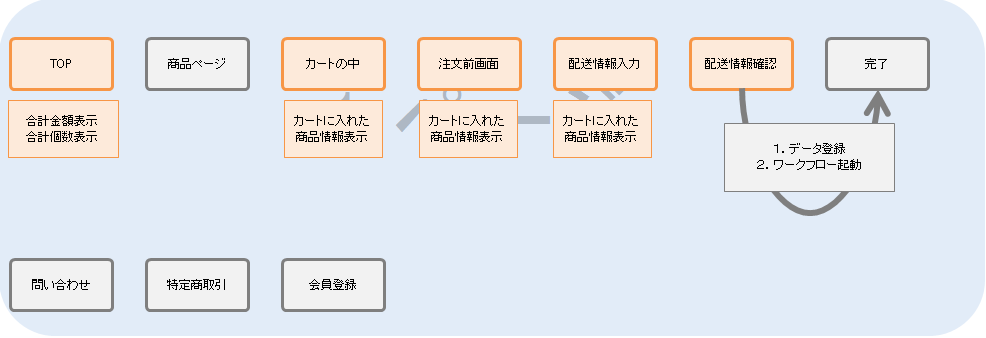 TOP
商品ページ
カートの中
注文前画面
配送情報入力
配送情報確認
完了
合計金額表示
合計個数表示
カートに入れた
商品情報表示
カートに入れた
商品情報表示
カートに入れた
商品情報表示
1. データ登録
2. ワークフロー起動
問い合わせ
特定商取引
会員登録